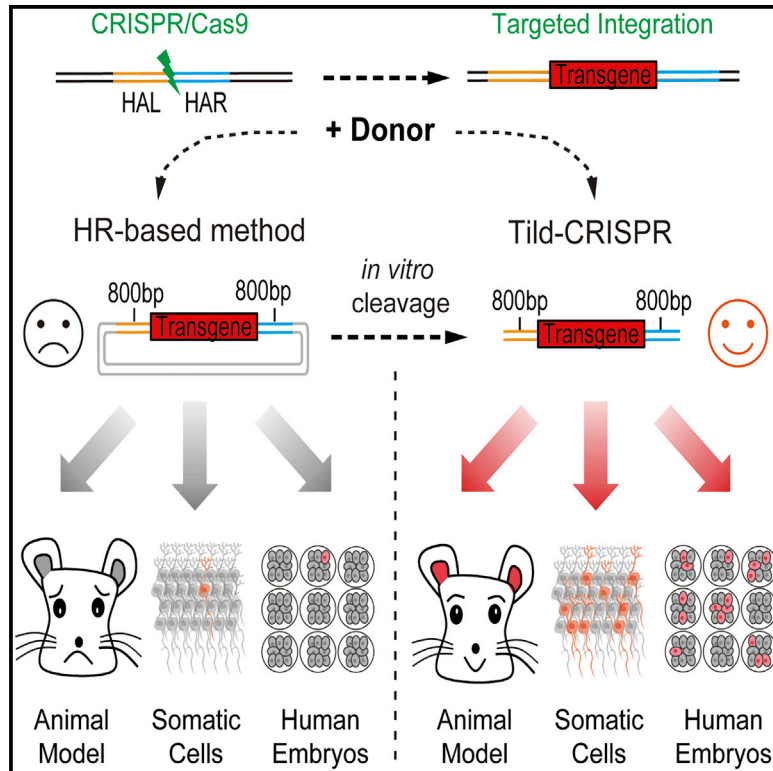 CRISPR/Cas9
Targeted Integration
HAL
HAR
Transgene
+ Donor
HR-based method
Tild-CRISPR
800bp
800bp
Transgene
in vitro
cleavage
800bp
800bp
Transgene
Animal
Model
Somatic
Cells
Human
Embryos
Animal
Model
Somatic
Cells
Human
Embryos